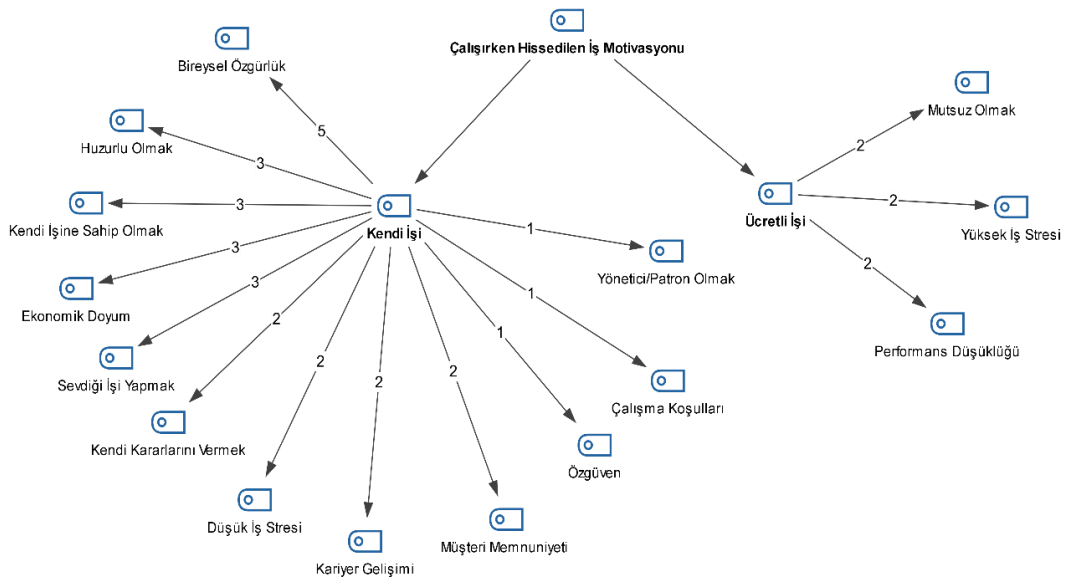 Çalışırken Hissedilen İş Motivasyonu
Bireysel Özgürlük
Mutsuz Olmak
5
Huzurlu Olmak
2
3
Kendi İşine Sahip Olmak
3
Kendi İşi
1
Yönetici/Patron Olmak
Ücretli İşi
2
Yüksek İş Stresi
3
Ekonomik Doyum
3
2
1
2
Performans Düşüklüğü
Sevdiği İşi Yapmak
2
2
2
1
Çalışma Koşulları
Kendi Kararlarını Vermek
Özgüven
Düşük İş Stresi
Müşteri Memnuniyeti
Kariyer Gelişimi